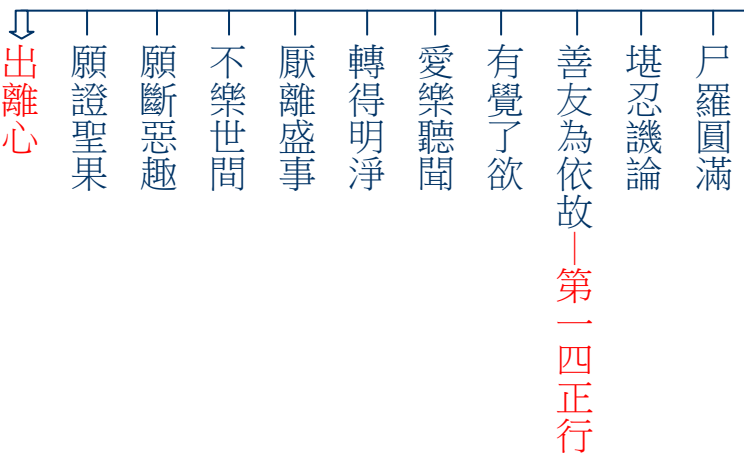 尸羅圓滿
堪忍譏論
善友為依故—第一四正行
有覺了欲
愛樂聽聞
轉得明淨
厭離盛事
不樂世間
願斷惡趣
願證聖果
出離心